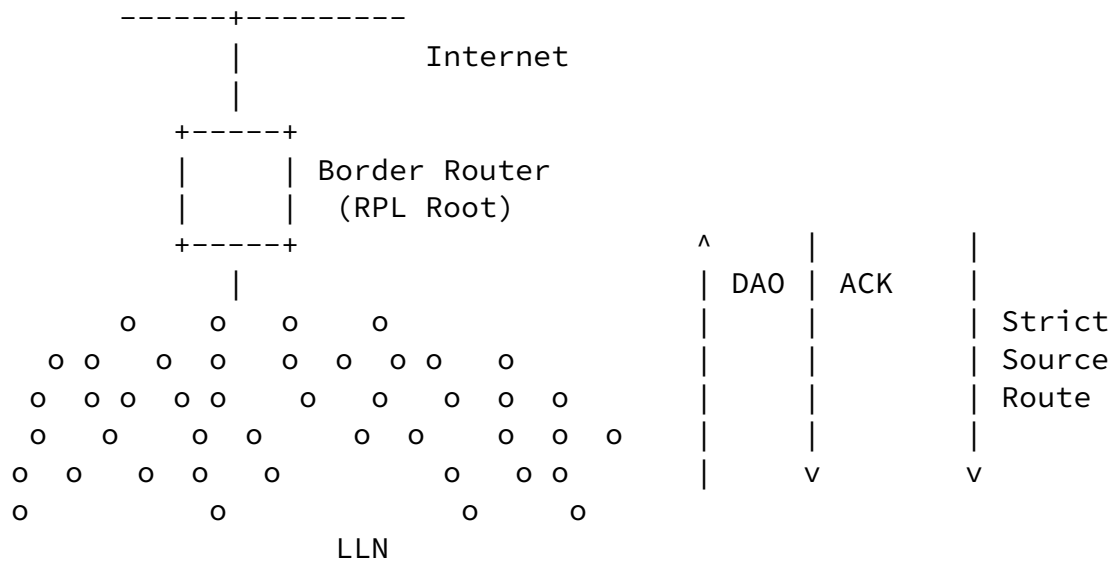 ------+---------
|          Internet
|
+-----+
|     | Border Router
|     |  (RPL Root)
+-----+                      ^     |        |
|                            | DAO | ACK    |
o    o   o    o                 |     |        | Strict
o o   o  o   o  o  o o   o      |     |        | Source
o  o o  o o    o   o   o  o  o  |     |        | Route
o   o    o  o     o  o    o  o  o   |     |        |
o  o   o  o   o         o   o o     |     v        v
o          o             o     o
LLN